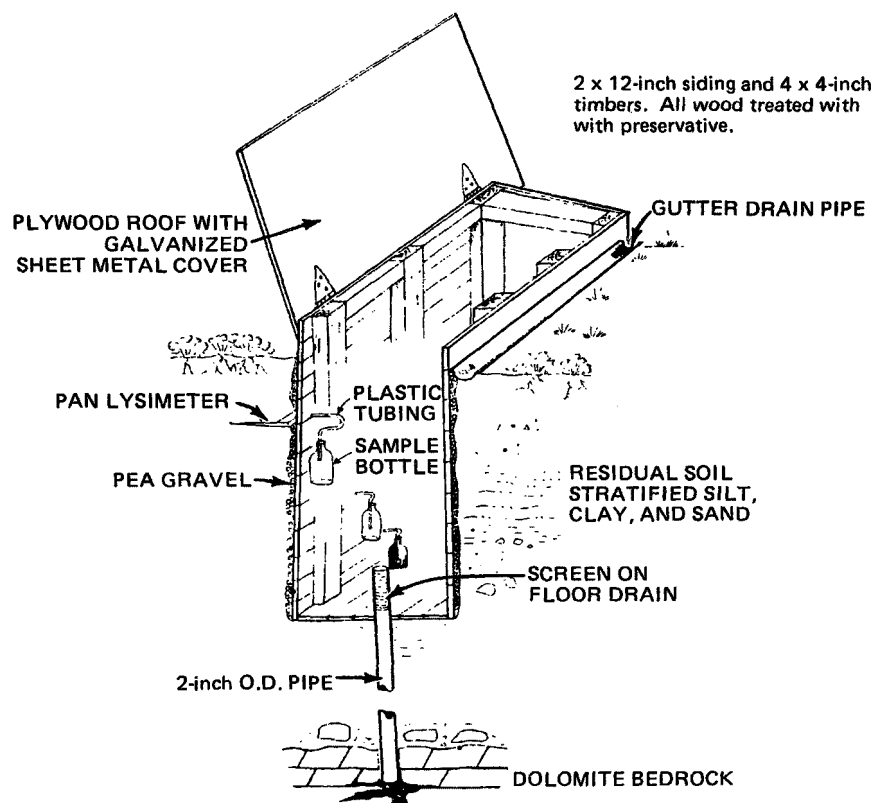 2 x 12-inch siding and 4 x 4-inch
timbers. All wood treated with
with preservative.
PLYWOOD ROOF WITH
GALVANIZED
SHEET METAL COVER
GUTTER DRAIN PIPE
PAN LYSIMETER
PLASTIC
TUBING
SAMPLE
BOTTLE
PEA GRAVEL
RESIDUAL SOIL
STRATIFIED SILT,
CLAY, AND SAND
SCREEN ON
FLOOR DRAIN
2-inch O.D. PIPE
DOLOMITE BEDROCK